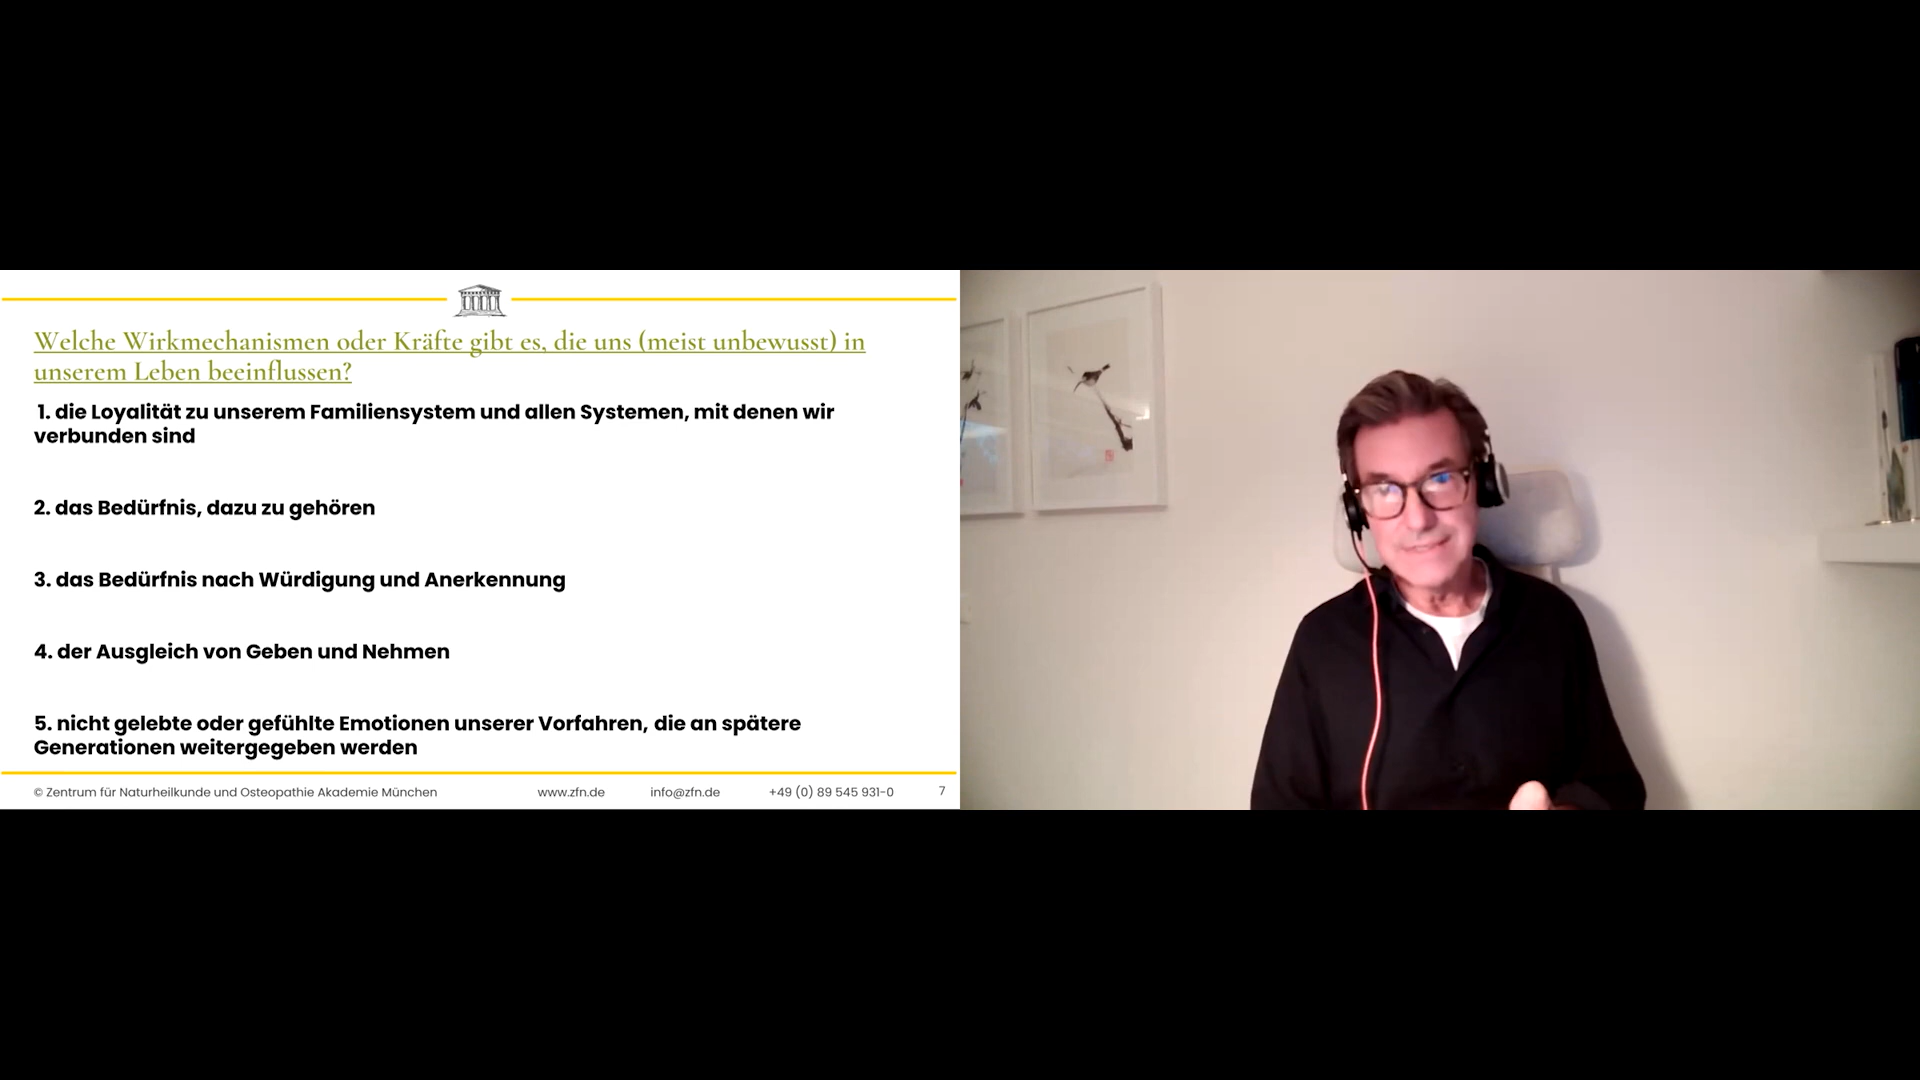 Welche Wirkmechanismen oder Kräfte gibt es, die uns (meist unbewusst) in
unserem Leben beeinflussen?
1. die Loyalität zu unserem Familiensystem und allen Systemen, mit denen wir
verbunden sind
2. das Bedürfnis, dazu zu gehören
3. das Bedürfnis nach Würdigung und Anerkennung
4. der Ausgleich von Geben und Nehmen
5. nicht gelebte oder gefühlte Emotionen unserer Vorfahren, die an spätere
Generationen weitergegeben werden
© Zentrum für Naturheilkunde und Osteopathie Akademie München www.zfn.de info@zfn.de +49 (0) 89 545 931-0 7